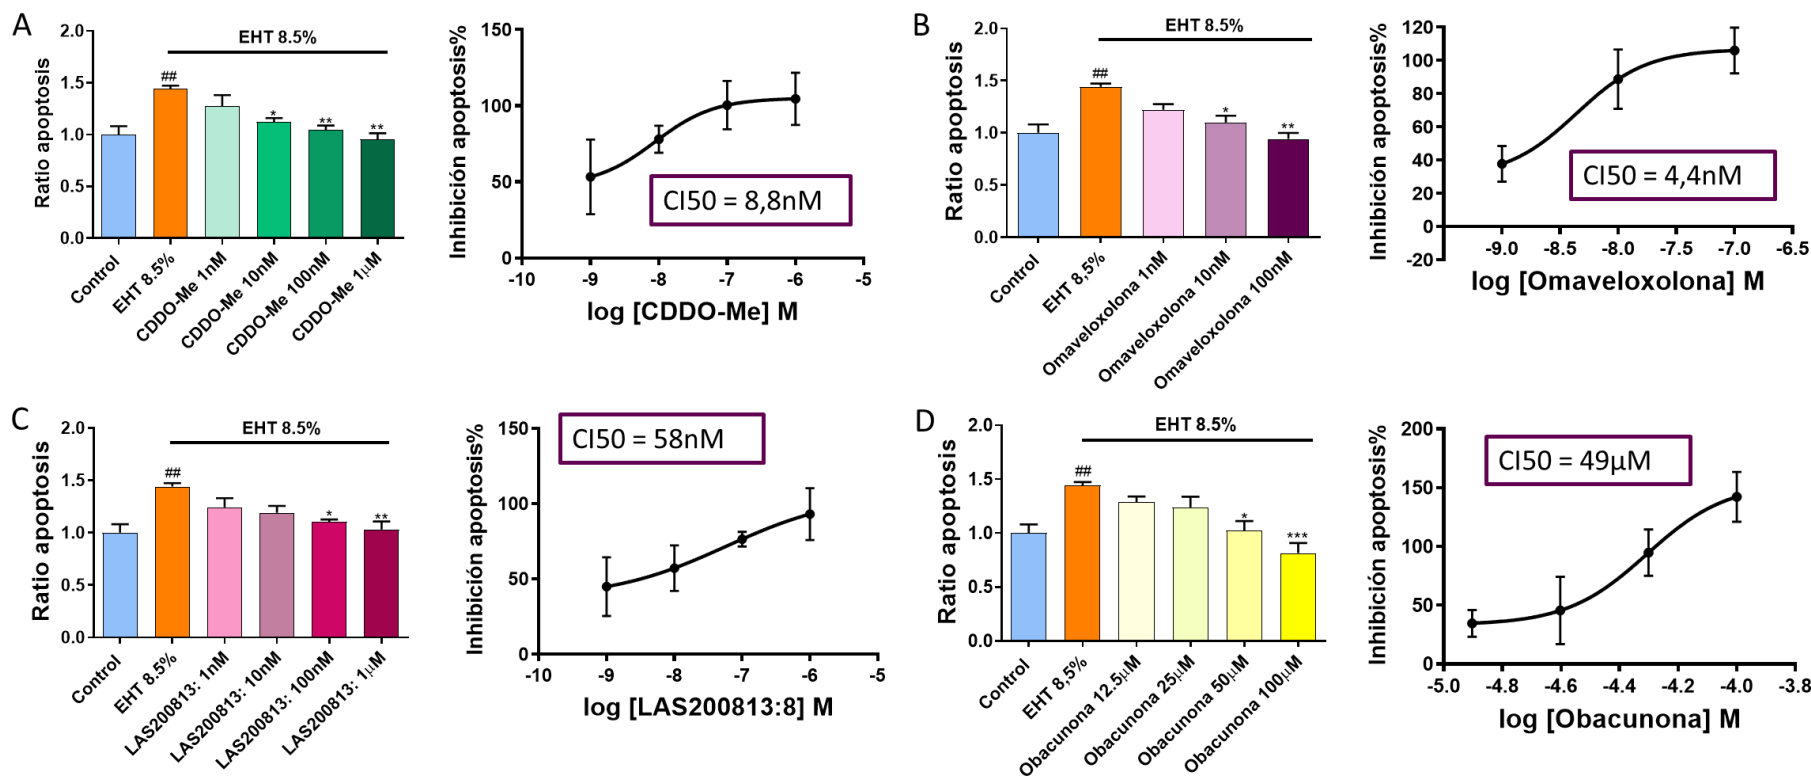 A
2.0
1.5
1.0
0.5
0.0
Ratio apoptosis
EHT 8.5%
##
*
**
**
Control
EHT 8.5%
CDDO-Me 1nM
CDDO-Me 10nM
CDDO-Me 100nM
CDDO-Me 1µM
150
100
50
0
Inhibición apoptosis%
CI50 = 8,8nM
-10
-9
-8
-7
-6
-5
log [CDDO-Me] M
B
2.0
1.5
1.0
0.5
0.0
Ratio apoptosis
EHT 8.5%
##
*
**
Control
EHT 8,5%
Omaveloxolona 1nM
Omaveloxolona 10nM
Omaveloxolona 100nM
120
100
80
60
40
20
0
-20
Inhibición apoptosis%
CI50 = 4,4nM
-9.0
-8.5
-8.0
-7.5
-7.0
-6.5
log [Omaveloxolona] M
C
2.0
1.5
1.0
0.5
0.0
Ratio apoptosis
EHT 8.5%
##
*
**
Control
EHT 8.5%
LAS200813: 1nM
LAS200813: 10nM
LAS200813: 100nM
LAS200813: 1µM
150
100
50
0
Inhibición apoptosis%
CI50 = 58nM
-10
-9
-8
-7
-6
-5
log [LAS200813:8] M
D
2.0
1.5
1.0
0.5
0.0
Ratio apoptosis
EHT 8.5%
##
*
***
Control
EHT 8,5%
Obacunona 12.5µM
Obacunona 25µM
Obacunona 50µM
Obacunona 100µM
200
150
100
50
0
Inhibición apoptosis%
CI50 = 49µM
-5.0
-4.8
-4.6
-4.4
-4.2
-4.0
-3.8
log [Obacunona] M